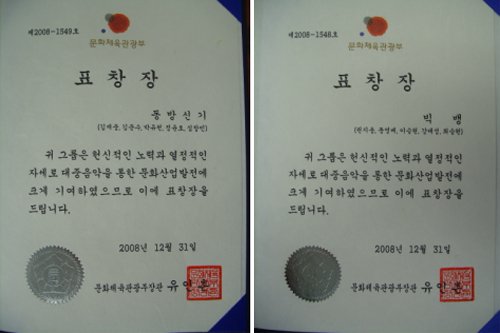 제2008-1549호
문화체육관광부
표창장
동방신기
(김재중, 김준수, 박유천, 정윤호, 심창민)
귀 그룹은 헌신적인 노력과 열정적인
자세로 대중음악을 통한 문화산업발전에
크게 기여하였으므로 이에 표창장을
드립니다.
2008년 12월 31일
문화체육관광부장관 유인촌
제2008-1548호
문화체육관광부
표창장
빅뱅
(권지용, 동영배, 이승현, 강대성, 최승현)
귀 그룹은 헌신적인 노력과 열정적인
자세로 대중음악을 통한 문화산업발전에
크게 기여하였으므로 이에 표창장을
드립니다.
2008년 12월 31일
문화체육관광부장관 유인촌